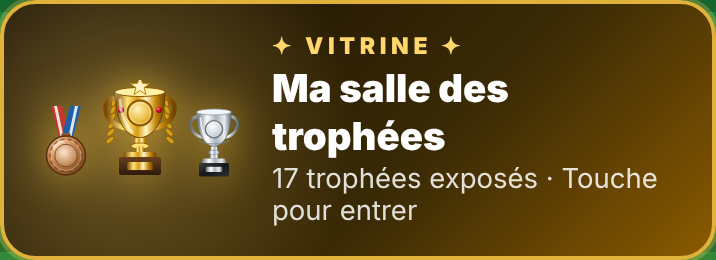 ✦ VITRINE ✦
Ma salle des
trophées
17 trophées exposés · Touche
pour entrer